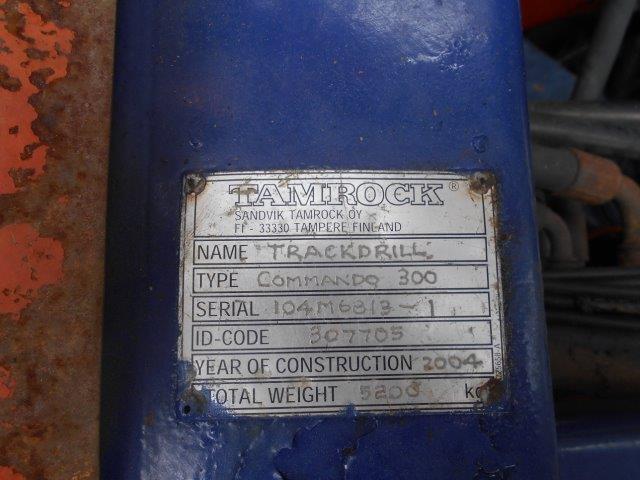 TAMROCK®
SANDVIK TAMROCK OY
FI - 33330 TAMPERE, FINLAND
NAME TRACKDRILL
TYPE COMMANDO 300
SERIAL 104M6813-1
ID-CODE 307705
YEAR OF CONSTRUCTION 2004
TOTAL WEIGHT 5200 kg